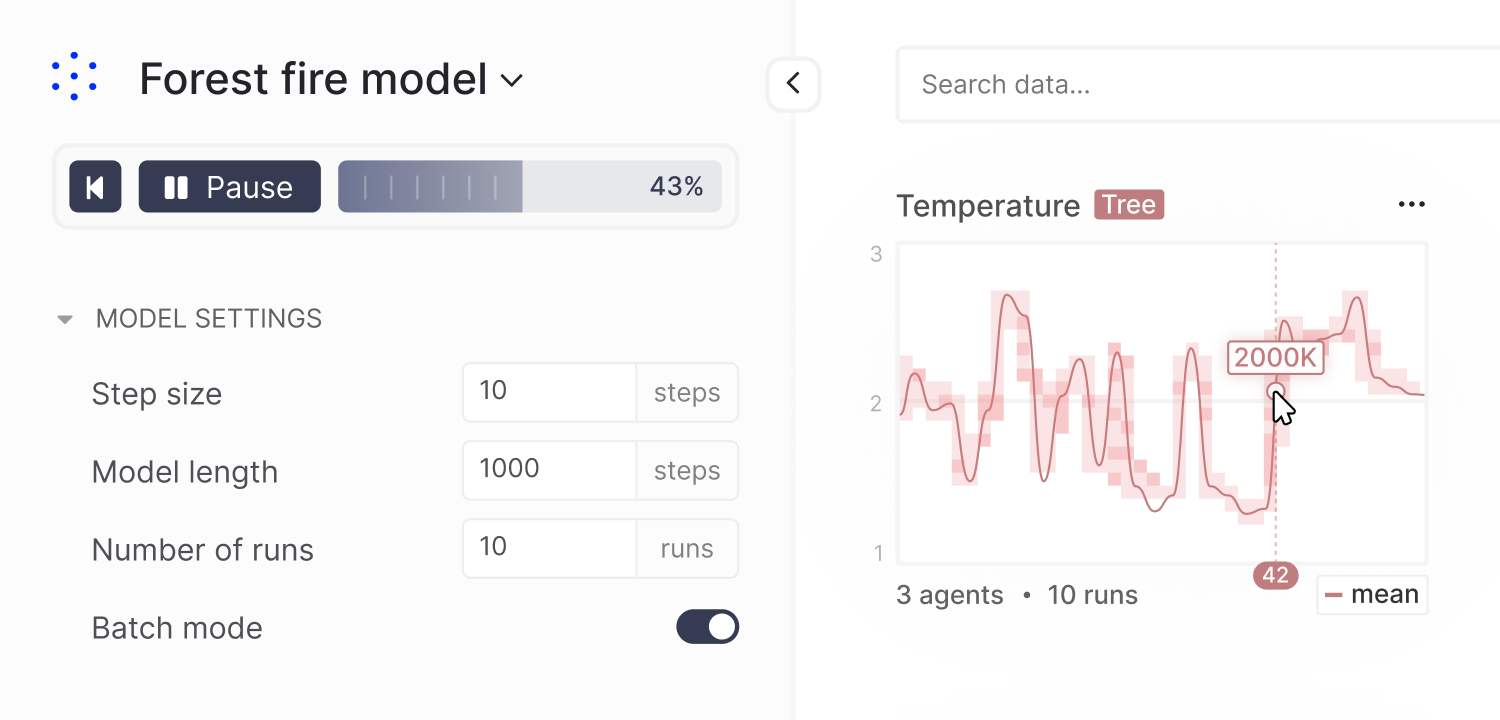 Forest fire model
Pause
43%
MODEL SETTINGS
Step size 10 steps
Model length 1000 steps
Number of runs 10 runs
Batch mode
Search data...
Temperature Tree
3
2000K
2
1
42
3 agents • 10 runs
mean